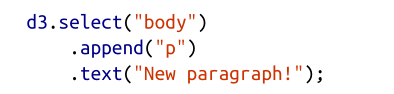 d3.select("body")
    .append("p")
    .text("New paragraph!");